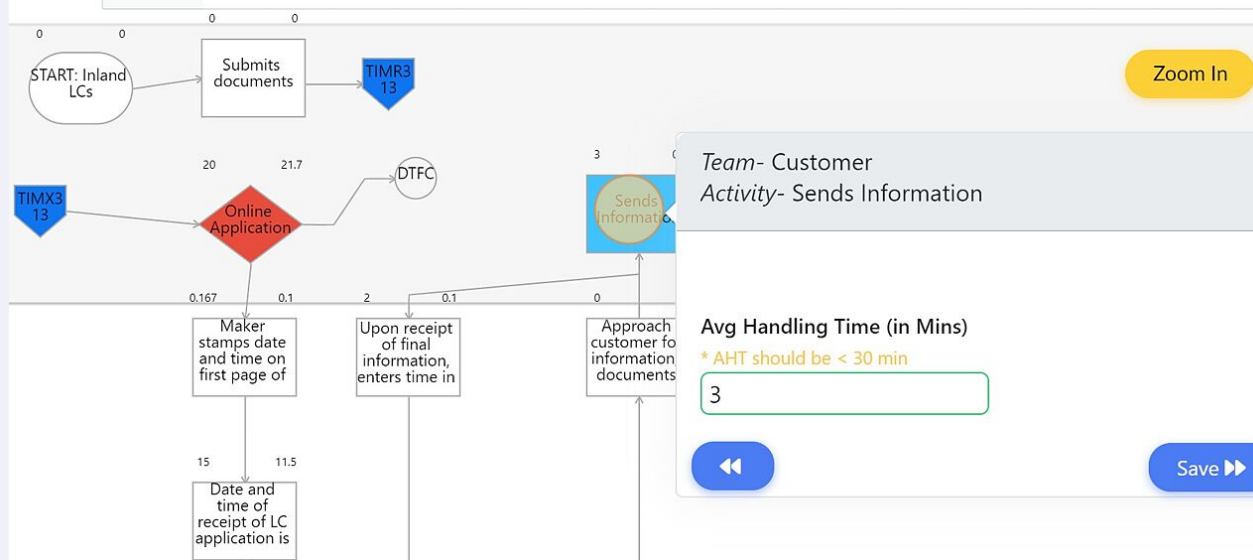 0 0
0 0
START: Inland
LCs
Submits
documents
TIMR3
13
Zoom In
TIMX3
13
20 21.7
Online
Application
DTFC
3
Sends
Informatio
Team- Customer
Activity- Sends Information
Avg Handling Time (in Mins)
* AHT should be < 30 min
3
Save
0.167 0.1
Maker
stamps date
and time on
first page of
2 0.1
Upon receipt
of final
information,
enters time in
0
Approach
customer fo
information
documents
15 11.5
Date and
time of
receipt of LC
application is